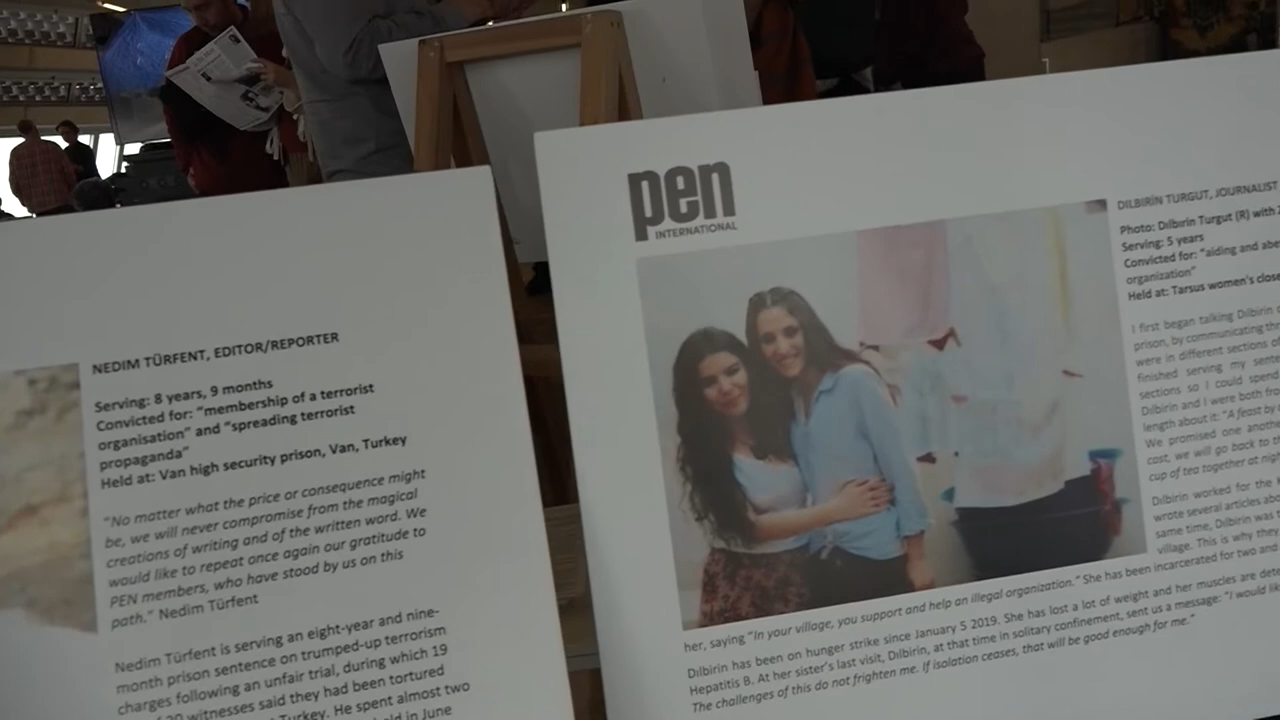 NEDIM TÜRFENT, EDITOR/REPORTER
Serving: 8 years, 9 months
Convicted for: “membership of a terrorist
organisation” and “spreading terrorist
propaganda”
Held at: Van high security prison, Van, Turkey
“No matter what the price or consequence might
be, we will never compromise from the magical
creations of writing and of the written word. We
would like to repeat once again our gratitude to
PEN members, who have stood by us on this
path.” Nedim Türfent
Nedim Türfent is serving an eight-year and nine-
month prison sentence on trumped-up terrorism
charges following an unfair trial, during which 19
witnesses said they had been tortured
Turkey. He spent almost two
in June
pen
INTERNATIONAL
DILBIRIN TURGUT, JOURNALIST
Photo: Dılbırın Turgut (R) with
Serving: 5 years
Convicted for: “aiding and abe
organization”
Held at: Tarsus women's close
I first began talking Dılbırın
prison, by communicating th
were in different sections of
finished serving my sent
sections so I could spend
Dılbırın and I were both fro
length about it: “A feast by
We promised one anoth
cost, we will go back to t
cup of tea together at nigh
Dılbırın worked for the
wrote several articles abo
same time, Dılbırın was
village. This is why they
her, saying “In your village, you support and help an illegal organization.” She has been incarcerated for two and
Dılbırın has been on hunger strike since January 5 2019. She has lost a lot of weight and her muscles are dete
Hepatitis B. At her sister's last visit, Dılbırın, at that time in solitary confinement, sent us a message: “I would lik
The challenges of this do not frighten me. If isolation ceases, that will be good enough for me.”